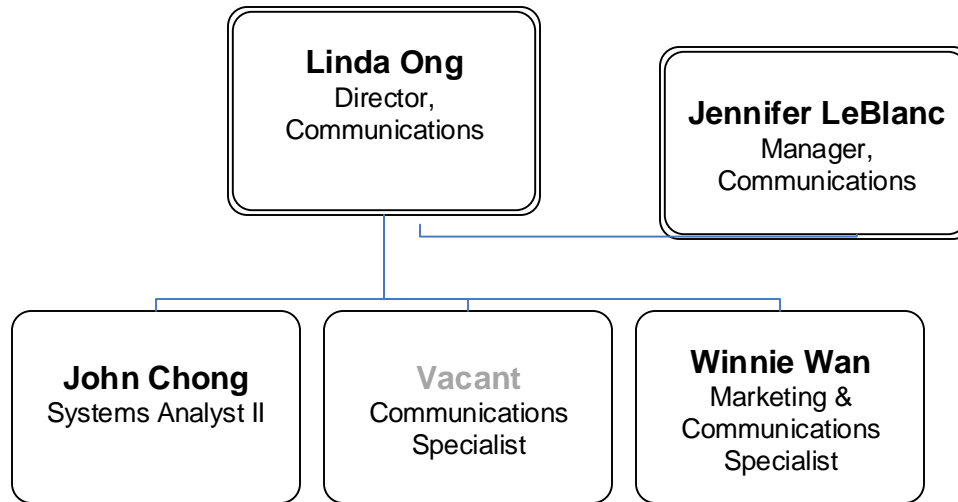 Linda Ong
Director,
Communications
Jennifer LeBlanc
Manager,
Communications
John Chong
Systems Analyst II
Vacant
Communications
Specialist
Winnie Wan
Marketing &
Communications
Specialist